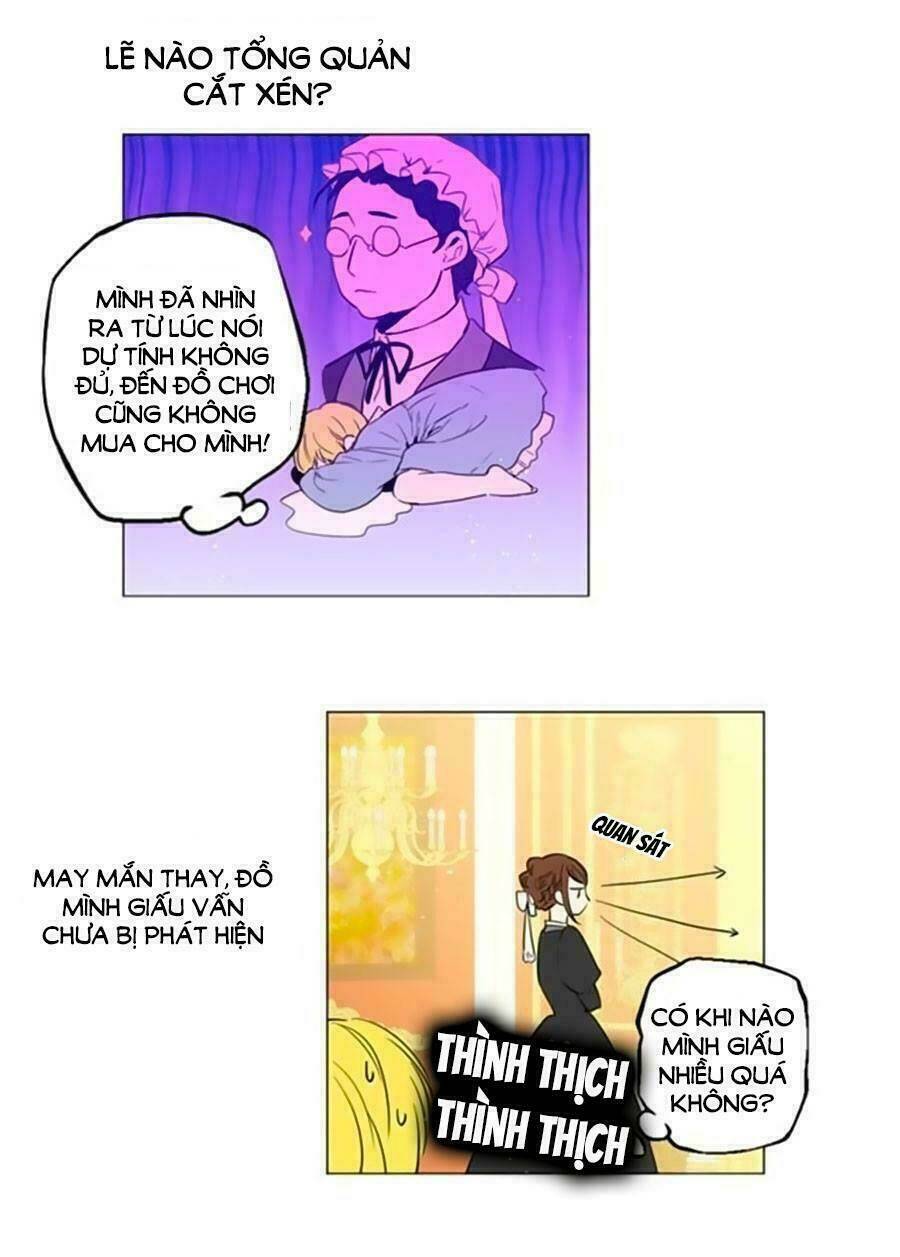 LẼ NÀO TỔNG QUẢN
CẮT XÉN?
MÌNH ĐÃ NHÌN
RA TỪ LÚC NÓI
DỰ TÍNH KHÔNG
ĐỦ, ĐẾN ĐỒ CHƠI
CŨNG KHÔNG
MUA CHO MÌNH!
QUAN SÁT
MAY MẮN THAY, ĐỒ
MÌNH GIẤU VẪN
CHƯA BỊ PHÁT HIỆN
CÓ KHI NÀO
MÌNH GIẤU
NHIỀU QUÁ
KHÔNG?
THÌNH THỊCH
THÌNH THỊCH